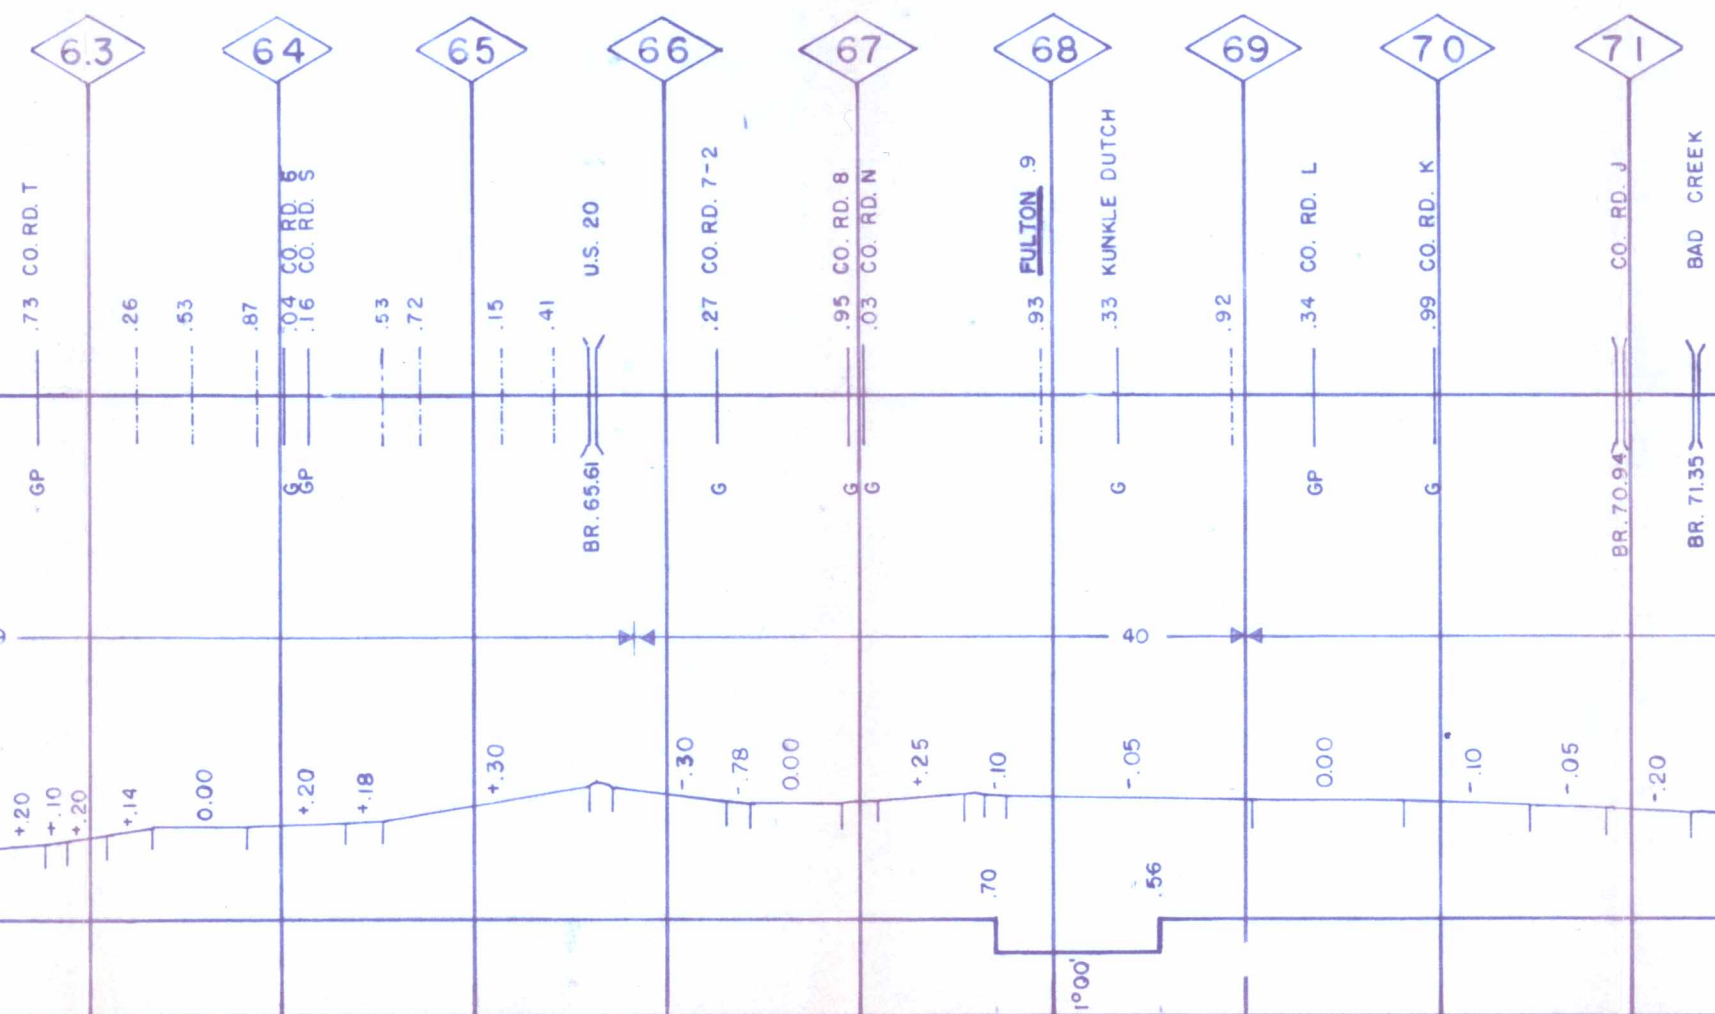 6.3
64
65
66
67
68
69
70
71
.73 CO. RD. T
.26
.53
.87
.04 CO. RD. 6
.16 CO. RD. S
.53
.72
.15
.41
U.S. 20
.27 CO. RD. 7-2
.95 CO. RD. 8
.03 CO. RD. N
.93 FULTON .9
.33 KUNKLE DUTCH
.92
.34 CO. RD. L
.99 CO. RD. K
CO. RD. J
BAD CREEK
GP
G
GP
BR. 65.61
G
G
G
G
GP
G
BR. 70.94
BR. 71.35
40
+.20
+.10
+.20
+.14
0.00
+.20
+.18
+.30
-.30
-.78
0.00
+.25
-.10
-.05
0.00
-.10
-.05
-.20
.70
.56
1°00'